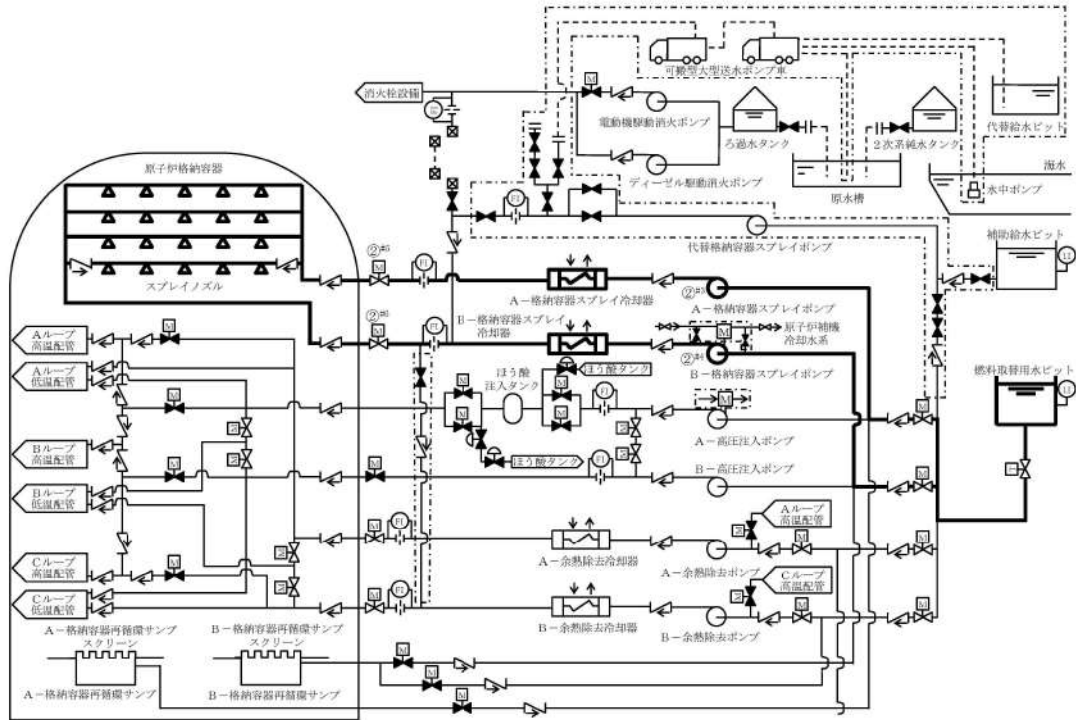 可搬型大型送水ポンプ車
消火栓設備
M
電動機駆動消火ポンプ
ろ過水タンク
2次系純水タンク
代替給水ピット
海水
ディーゼル駆動消火ポンプ
原水槽
水中ポンプ
原子炉格納容器
FI
代替格納容器スプレイポンプ
補助給水ピット
LI
スプレイノズル
M
FI
A-格納容器スプレイ冷却器
A-格納容器スプレイポンプ
B-格納容器スプレイ
冷却器
M
FI
M
原子炉補機
冷却水系
B-格納容器スプレイポンプ
燃料取替用水ピット
LI
Aループ
高温配管
M
Aループ
低温配管
ほう酸
注入タンク
ほう酸タンク
M
M
M
M
M
FI
M
A-高圧注入ポンプ
M
Bループ
高温配管
M
M
M
M
Bループ
低温配管
M
M
ほう酸タンク
FI
B-高圧注入ポンプ
M
Aループ
高温配管
M
FI
A-余熱除去冷却器
M
M
M
A-余熱除去ポンプ
Cループ
高温配管
M
M
M
Cループ
高温配管
Cループ
低温配管
M
FI
B-余熱除去冷却器
M
M
M
B-余熱除去ポンプ
A-格納容器再循環サンプ
スクリーン
B-格納容器再循環サンプ
スクリーン
M
M
A-格納容器再循環サンプ
B-格納容器再循環サンプ
M